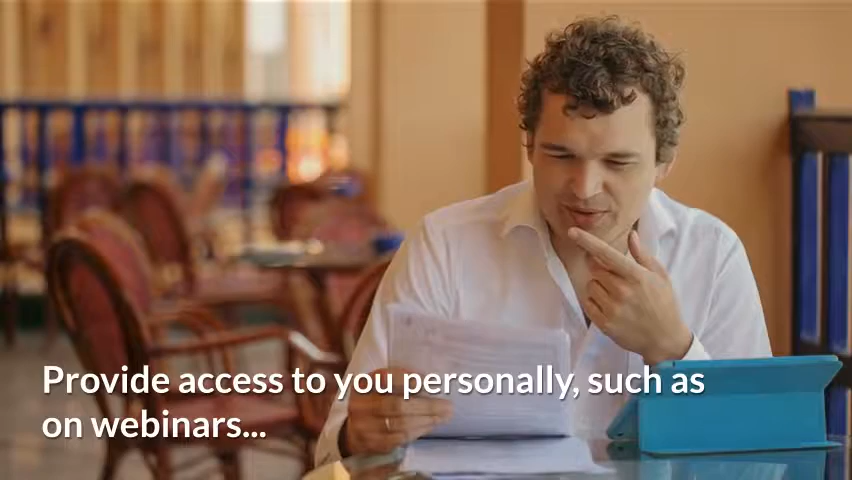 Provide access to you personally, such as
on webinars...